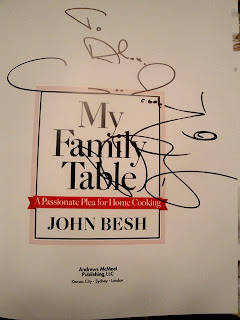 To
My
Family
Table
A Passionate Plea for Home Cooking
JOHN BESH
Andrews McMeel
Publishing, LLC
Kansas City • Sydney • London